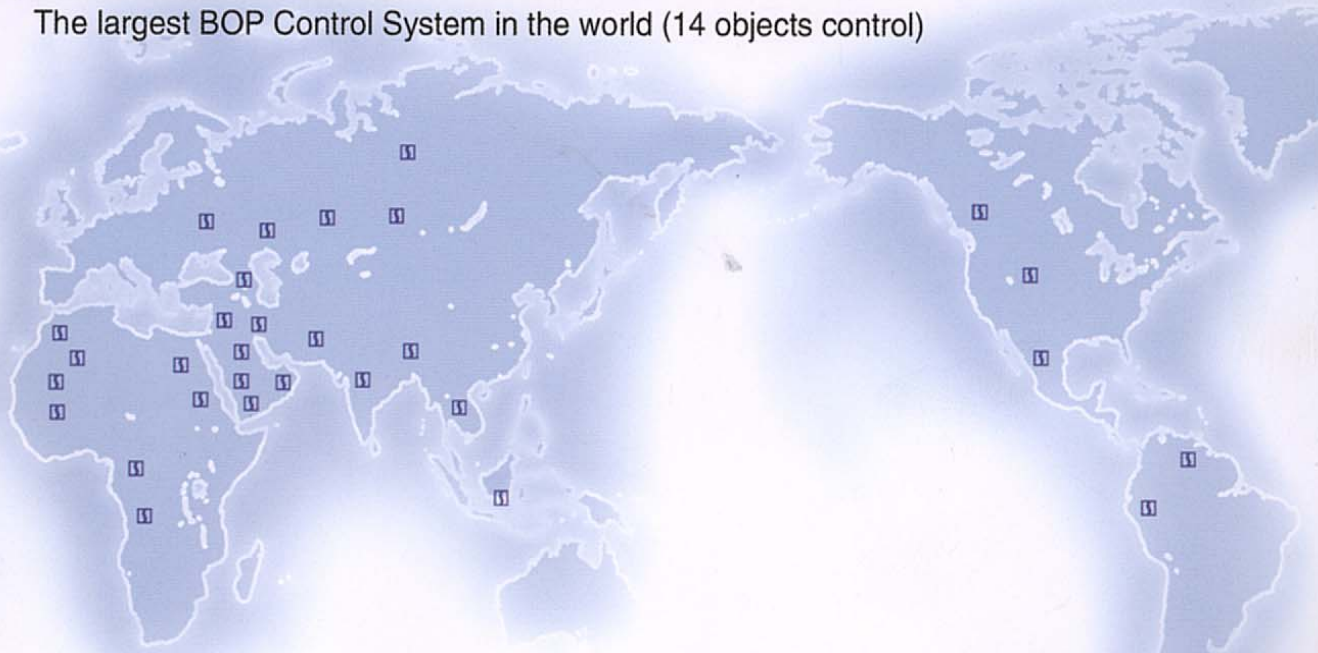 The largest BOP Control System in the world (14 objects control)